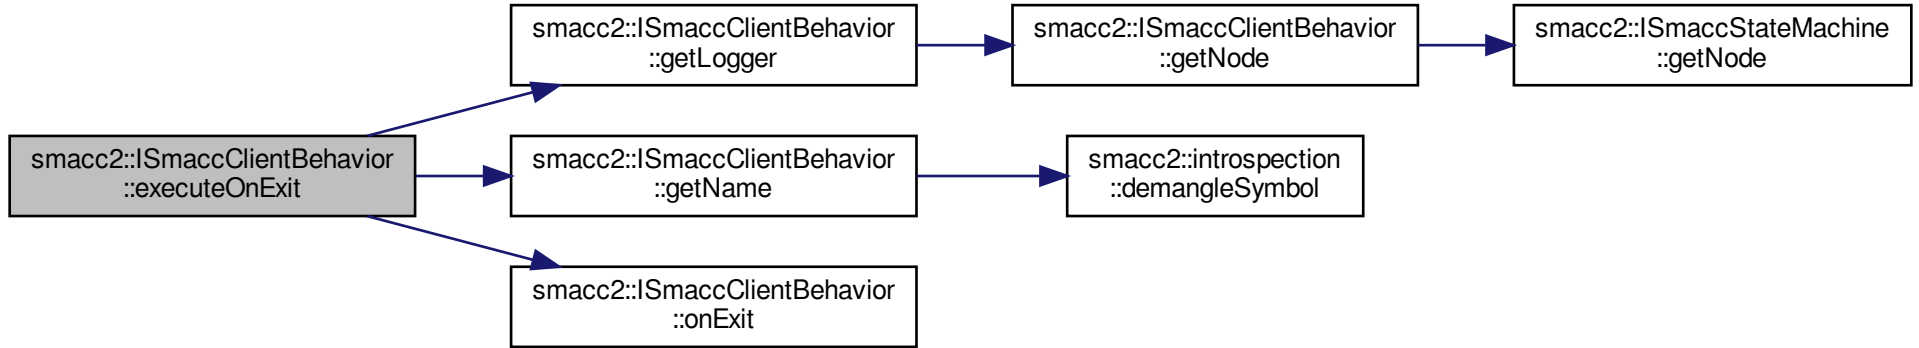 smacc2::ISmaccClientBehavior
::executeOnExit
smacc2::ISmaccClientBehavior
::getLogger
smacc2::ISmaccClientBehavior
::getNode
smacc2::ISmaccStateMachine
::getNode
smacc2::ISmaccClientBehavior
::getName
smacc2::introspection
::demangleSymbol
smacc2::ISmaccClientBehavior
::onExit